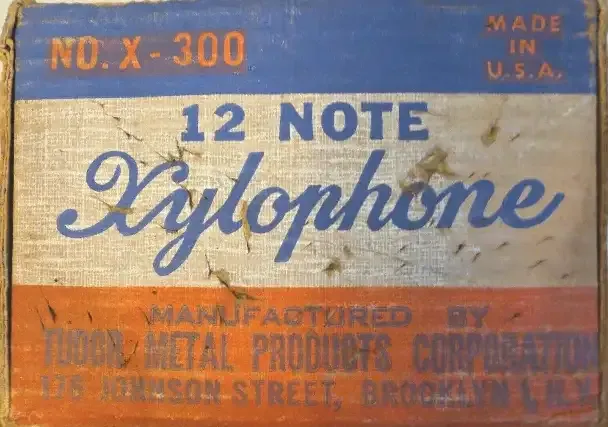 NO. X-300
MADE
IN
U.S.A.
12 NOTE
Xylophone
MANUFACTURED BY
TUDOR METAL PRODUCTS CORPORATION
176 JOHNSON STREET, BROOKLYN 1, N.Y.